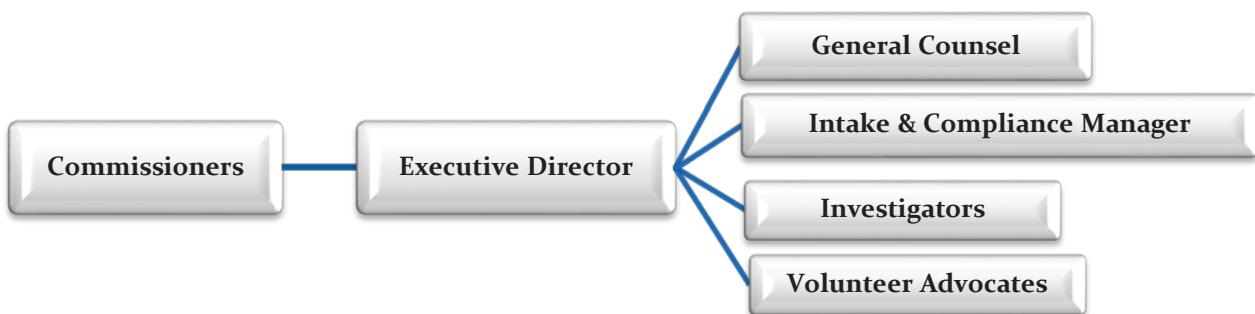 Commissioners
Executive Director
General Counsel
Intake & Compliance Manager
Investigators
Volunteer Advocates